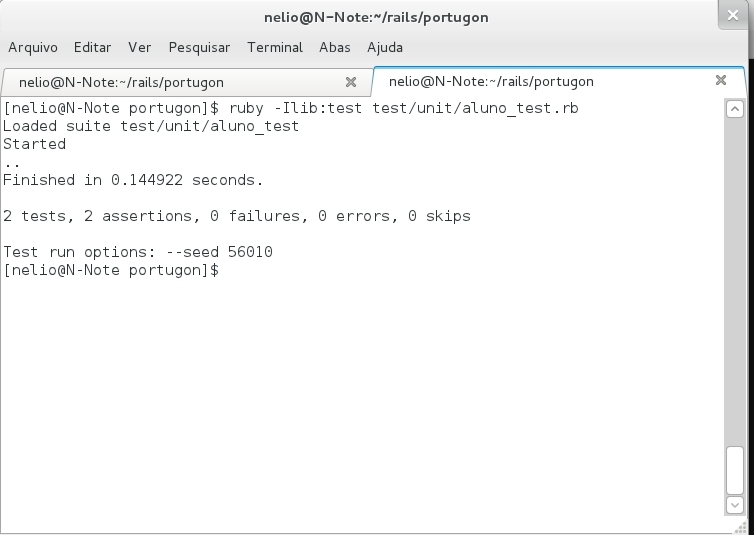 nelio@N-Note:~/rails/portugon
Arquivo Editar Ver Pesquisar Terminal Abas Ajuda
nelio@N-Note:~/rails/portugon nelio@N-Note:~/rails/portugon
[nelio@N-Note portugon]$ ruby -Ilib:test test/unit/aluno_test.rb
Loaded suite test/unit/aluno_test
Started
..
Finished in 0.144922 seconds.
2 tests, 2 assertions, 0 failures, 0 errors, 0 skips
Test run options: --seed 56010
[nelio@N-Note portugon]$